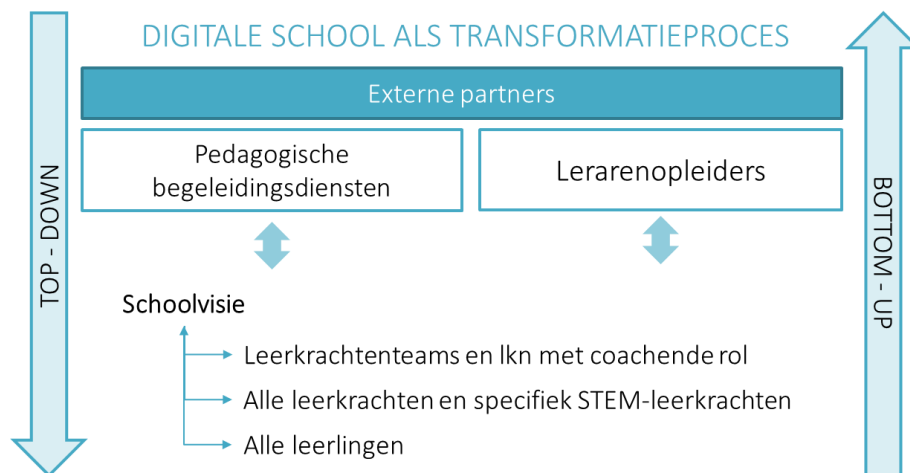 DIGITALE SCHOOL ALS TRANSFORMATIEPROCES
Externe partners
Pedagogische
begeleidingsdiensten
Lerarenopleiders
TOP - DOWN
BOTTOM - UP
Schoolvisie
Leerkrachtenteams en lkn met coachende rol
Alle leerkrachten en specifiek STEM-leerkrachten
Alle leerlingen